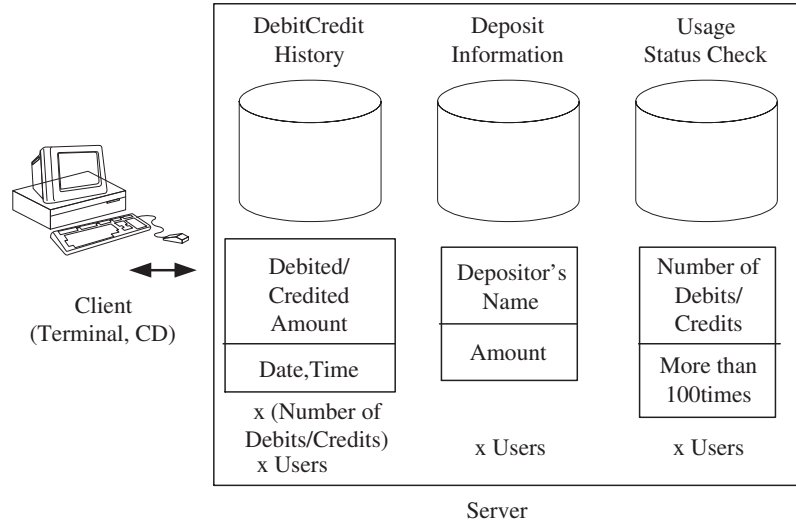 DebitCredit
History
Deposit
Information
Usage
Status Check
Client
(Terminal, CD)
Debited/
Credited
Amount
Date,Time
x (Number of
Debits/Credits)
x Users
Depositor's
Name
Amount
x Users
Number of
Debits/
Credits
More than
100times
x Users
Server